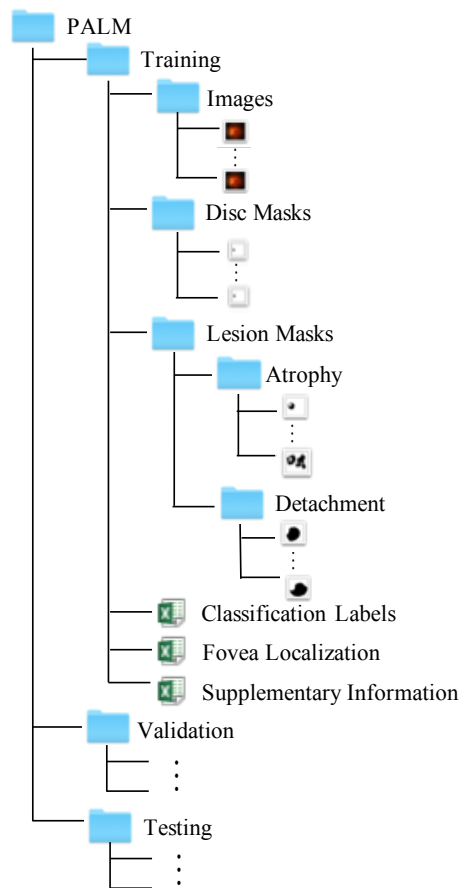 PALM
Training
Images
Disc Masks
Lesion Masks
Atrophy
Detachment
Classification Labels
Fovea Localization
Supplementary Information
Validation
Testing